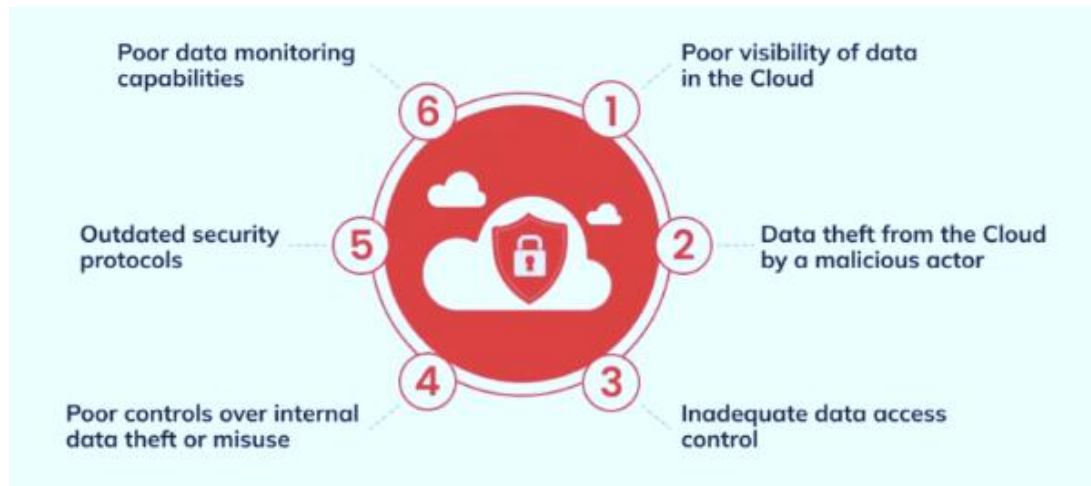 1
Poor visibility of data
in the Cloud
2
Data theft from the Cloud
by a malicious actor
3
Inadequate data access
control
4
Poor controls over internal
data theft or misuse
5
Outdated security
protocols
6
Poor data monitoring
capabilities